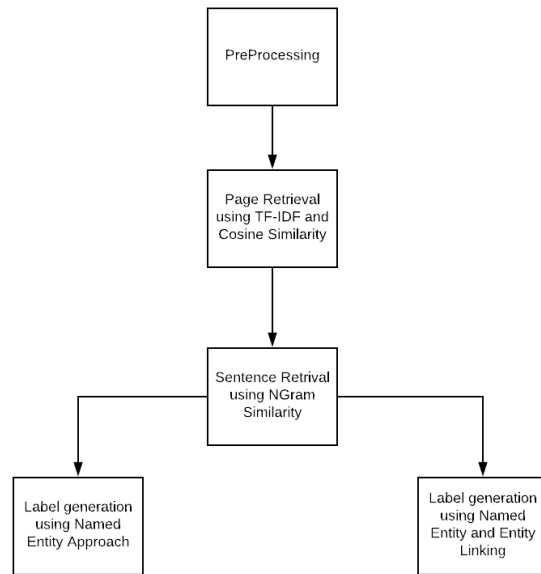 PreProcessing
Page Retrieval
using TF-IDF and
Cosine Similarity
Sentence Retrival
using NGram
Similarity
Label generation
using Named
Entity Approach
Label generation
using Named
Entity and Entity
Linking